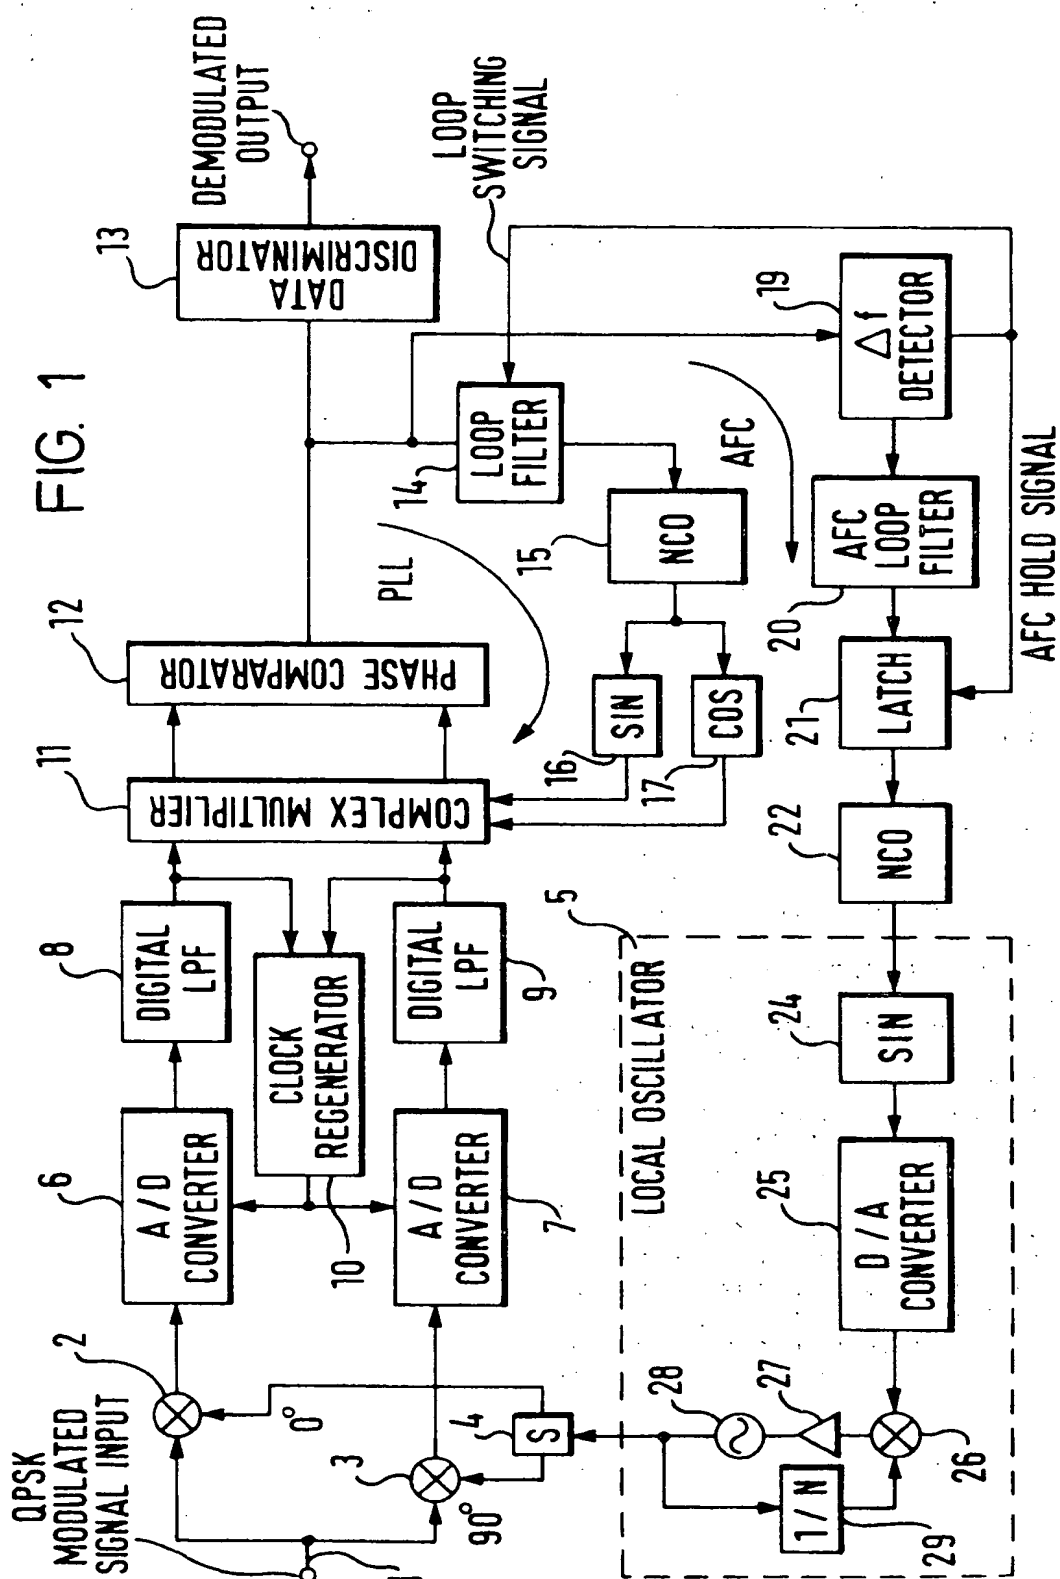 FIG. 1
QPSK
MODULATED
SIGNAL INPUT
2
0°
3
90°
4
S
6
A/D
CONVERTER
7
A/D
CONVERTER
8
DIGITAL
LPF
9
DIGITAL
LPF
10
CLOCK
REGENERATOR
11
COMPLEX MULTIPLIER
12
PHASE COMPARATOR
13
DATA
DISCRIMINATOR
DEMODULATED
OUTPUT
PLL
14
LOOP
FILTER
LOOP
SWITCHING
SIGNAL
15
NCO
16
SIN
17
COS
AFC
19
Δf
DETECTOR
20
AFC
LOOP
FILTER
21
LATCH
AFC HOLD SIGNAL
22
NCO
5
LOCAL OSCILLATOR
24
SIN
25
D/A
CONVERTER
26
27
28
29
1/N